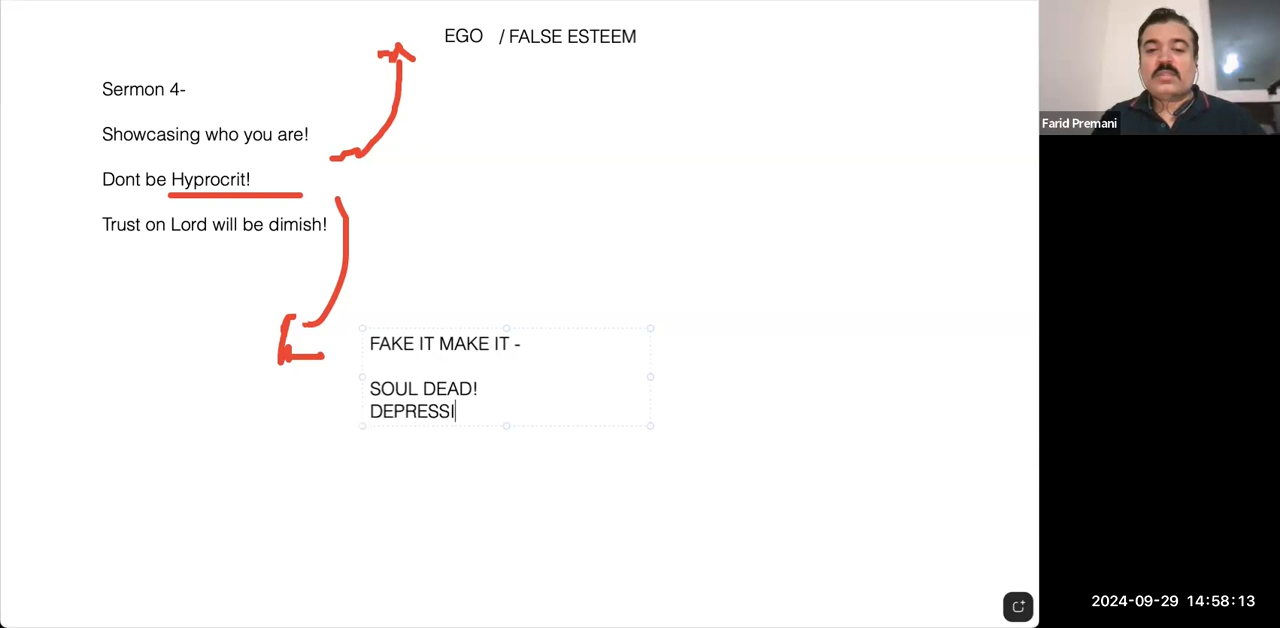 EGO / FALSE ESTEEM
Sermon 4-
Showcasing who you are!
Dont be Hyprocrit!
Trust on Lord will be dimish!
FAKE IT MAKE IT -
SOUL DEAD!
DEPRESSI
Farid Premani
2024-09-29 14:58:13